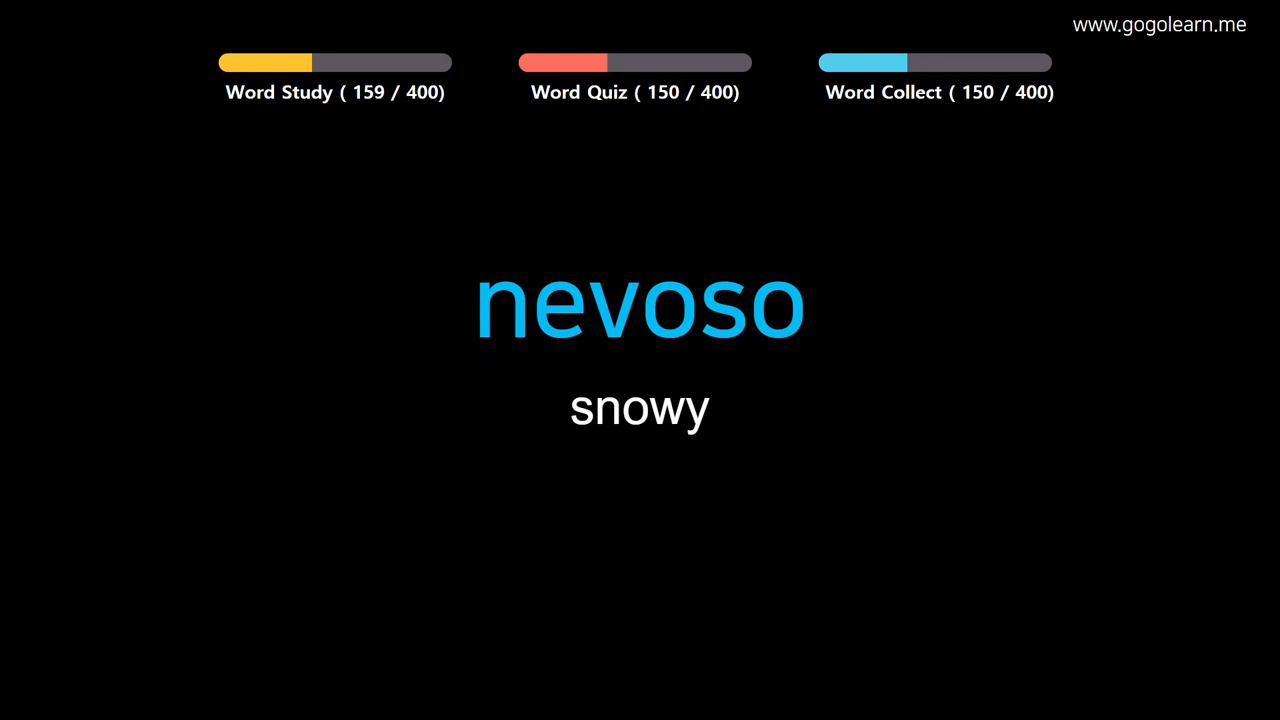 www.gogolearn.me
Word Study ( 159 / 400)
Word Quiz ( 150 / 400)
Word Collect ( 150 / 400)
nevoso
snowy